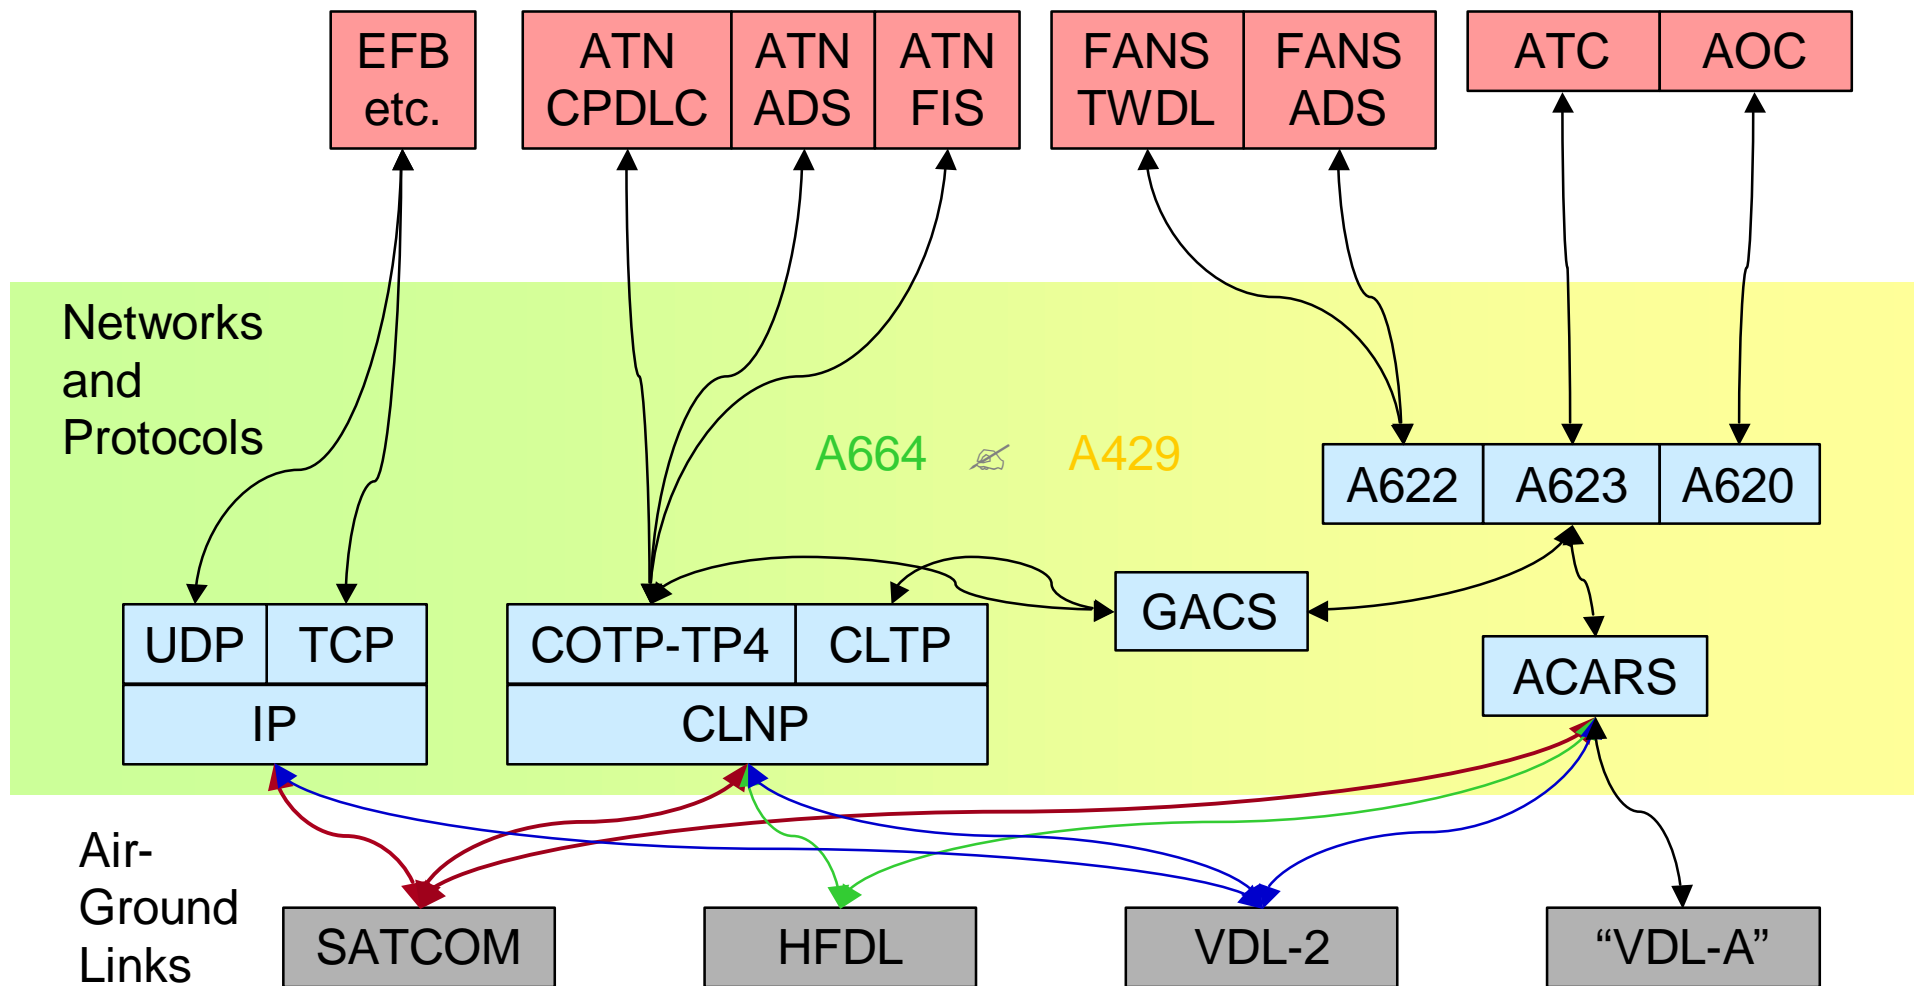 EFB
etc.
ATN
CPDLC
ATN
ADS
ATN
FIS
FANS
TWDL
FANS
ADS
ATC
AOC
Networks
and
Protocols
A664
A429
A622
A623
A620
GACS
UDP
TCP
COTP-TP4
CLTP
IP
CLNP
ACARS
Air-
Ground
Links
SATCOM
HFDL
VDL-2
“VDL-A”